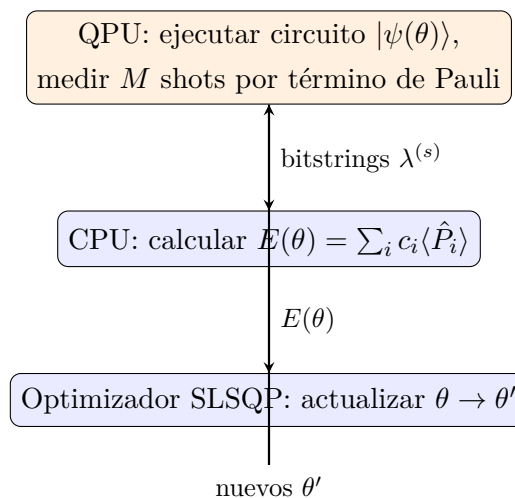 QPU: ejecutar circuito |ψ(θ)⟩,
medir M shots por término de Pauli
bitstrings λ^(s)
CPU: calcular E(θ) = ∑_i c_i⟨P̂_i⟩
E(θ)
Optimizador SLSQP: actualizar θ → θ′
nuevos θ′